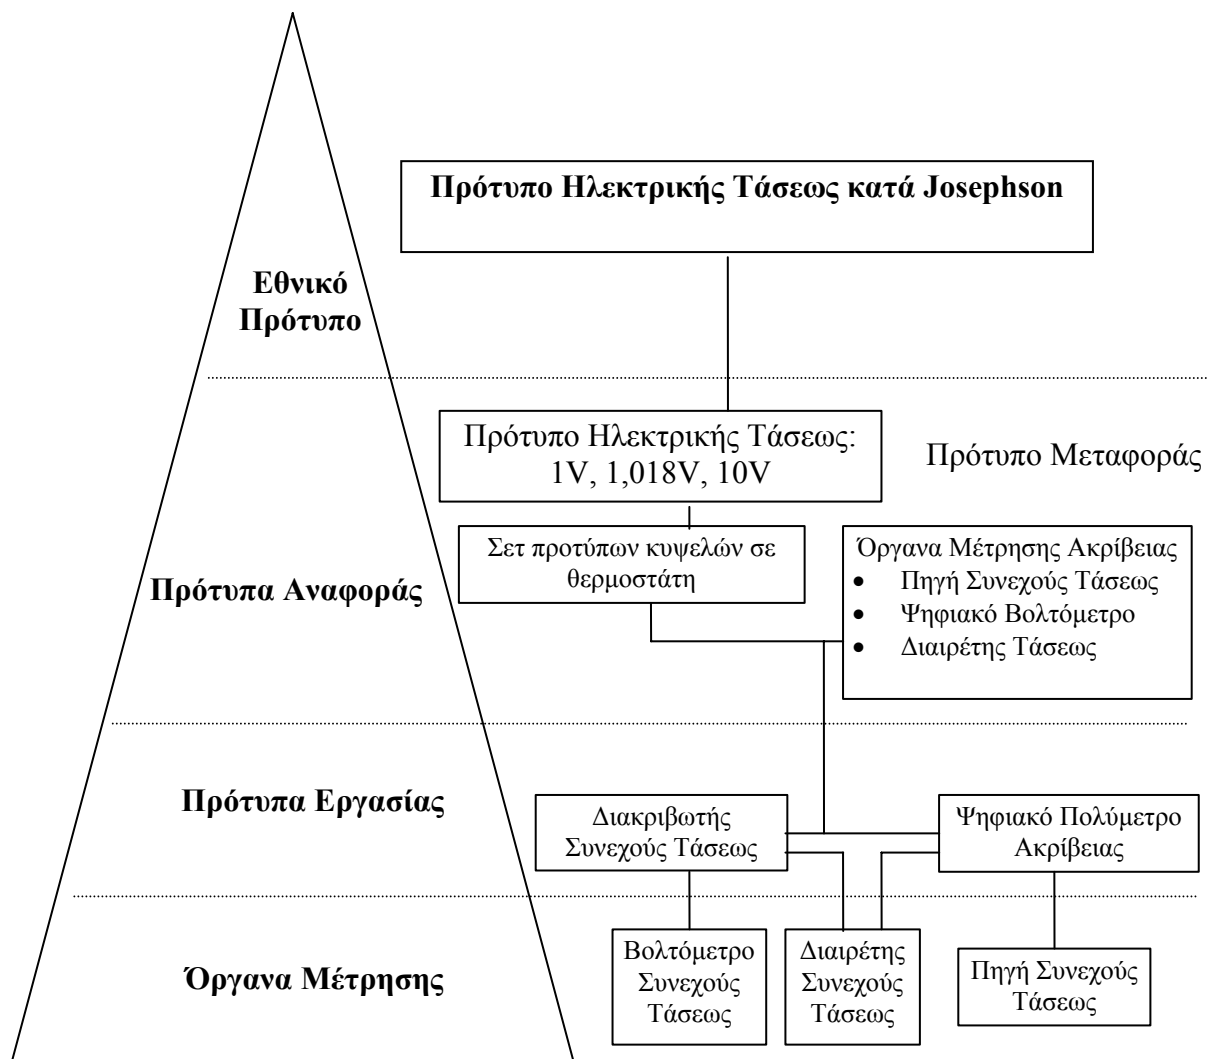 Πρότυπο Ηλεκτρικής Τάσεως κατά Josephson
Εθνικό
Πρότυπο
Πρότυπο Ηλεκτρικής Τάσεως:
1V, 1,018V, 10V
Πρότυπο Μεταφοράς
Πρότυπα Αναφοράς
Σετ προτύπων κυψελών σε
θερμοστάτη
Όργανα Μέτρησης Ακρίβειας
• Πηγή Συνεχούς Τάσεως
• Ψηφιακό Βολτόμετρο
• Διαιρέτης Τάσεως
Πρότυπα Εργασίας
Διακριβωτής
Συνεχούς Τάσεως
Ψηφιακό Πολύμετρο
Ακρίβειας
Όργανα Μέτρησης
Βολτόμετρο
Συνεχούς
Τάσεως
Διαιρέτης
Συνεχούς
Τάσεως
Πηγή Συνεχούς
Τάσεως